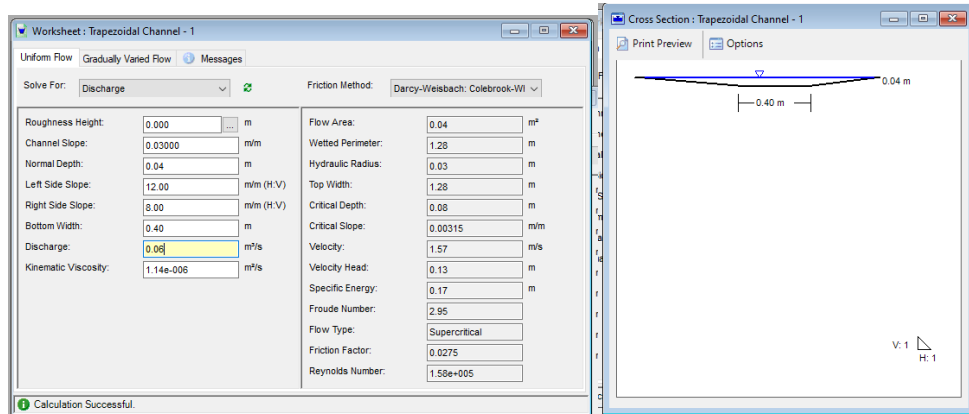 Worksheet : Trapezoidal Channel - 1
Uniform Flow Gradually Varied Flow Messages
Solve For: Discharge Friction Method: Darcy-Weisbach: Colebrook-WI
Roughness Height: 0.000 ... m
Channel Slope: 0.03000 m/m
Normal Depth: 0.04 m
Left Side Slope: 12.00 m/m (H:V)
Right Side Slope: 8.00 m/m (H:V)
Bottom Width: 0.40 m
Discharge: 0.06 m³/s
Kinematic Viscosity: 1.14e-006 m²/s
Flow Area: 0.04 m²
Wetted Perimeter: 1.28 m
Hydraulic Radius: 0.03 m
Top Width: 1.28 m
Critical Depth: 0.08 m
Critical Slope: 0.00315 m/m
Velocity: 1.57 m/s
Velocity Head: 0.13 m
Specific Energy: 0.17 m
Froude Number: 2.95
Flow Type: Supercritical
Friction Factor: 0.0275
Reynolds Number: 1.58e+005
Calculation Successful.
Cross Section : Trapezoidal Channel - 1
Print Preview Options
0.04 m
0.40 m
V: 1
H: 1